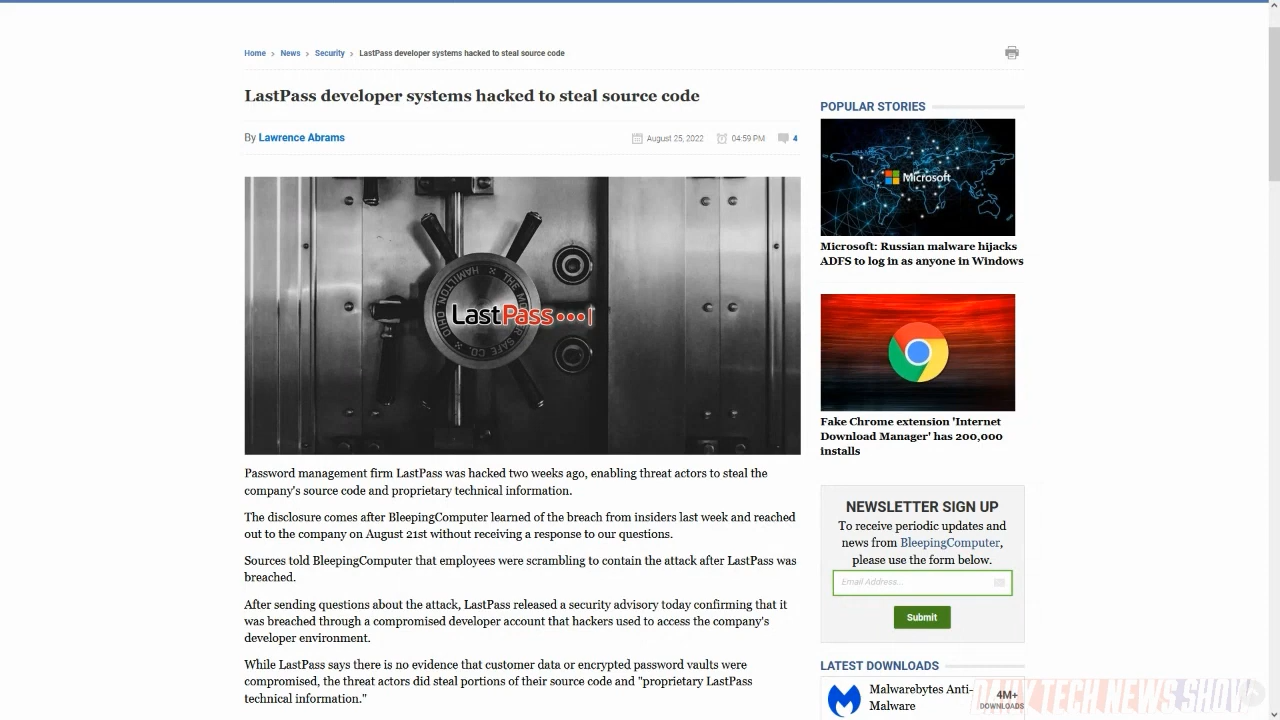 Home > News > Security > LastPass developer systems hacked to steal source code
LastPass developer systems hacked to steal source code
By Lawrence Abrams
August 25, 2022
04:59 PM
4
HAMILTON, OHIO
SAFE CO.
LastPass
Password management firm LastPass was hacked two weeks ago, enabling threat actors to steal the
company's source code and proprietary technical information.
The disclosure comes after BleepingComputer learned of the breach from insiders last week and reached
out to the company on August 21st without receiving a response to our questions.
Sources told BleepingComputer that employees were scrambling to contain the attack after LastPass was
breached.
After sending questions about the attack, LastPass released a security advisory today confirming that it
was breached through a compromised developer account that hackers used to access the company's
developer environment.
While LastPass says there is no evidence that customer data or encrypted password vaults were
compromised, the threat actors did steal portions of their source code and "proprietary LastPass
technical information."
POPULAR STORIES
Microsoft
Microsoft: Russian malware hijacks
ADFS to log in as anyone in Windows
Fake Chrome extension 'Internet
Download Manager' has 200,000
installs
NEWSLETTER SIGN UP
To receive periodic updates and
news from BleepingComputer,
please use the form below.
Email Address...
Submit
LATEST DOWNLOADS
Malwarebytes Anti-
Malware
4M+
DOWNLOADS
DAILY TECH NEWS SHOW